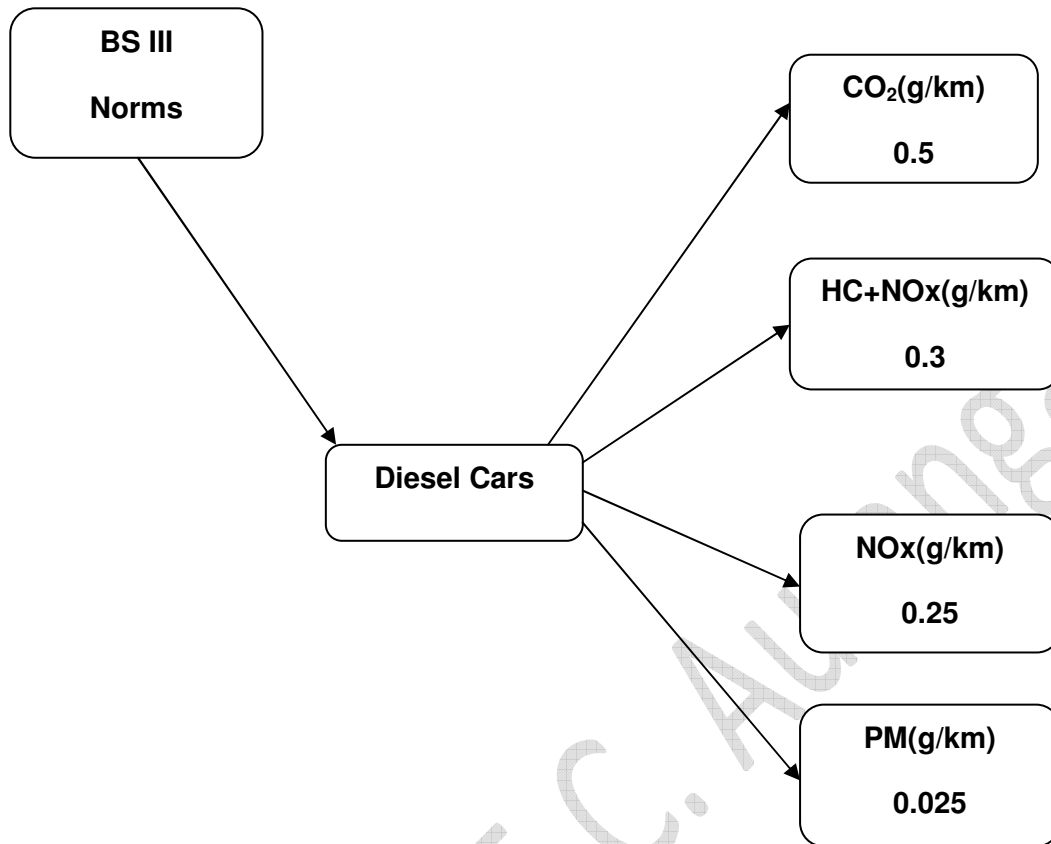 BS III
Norms
CO₂(g/km)
0.5
HC+NOx(g/km)
0.3
Diesel Cars
NOx(g/km)
0.25
PM(g/km)
0.025